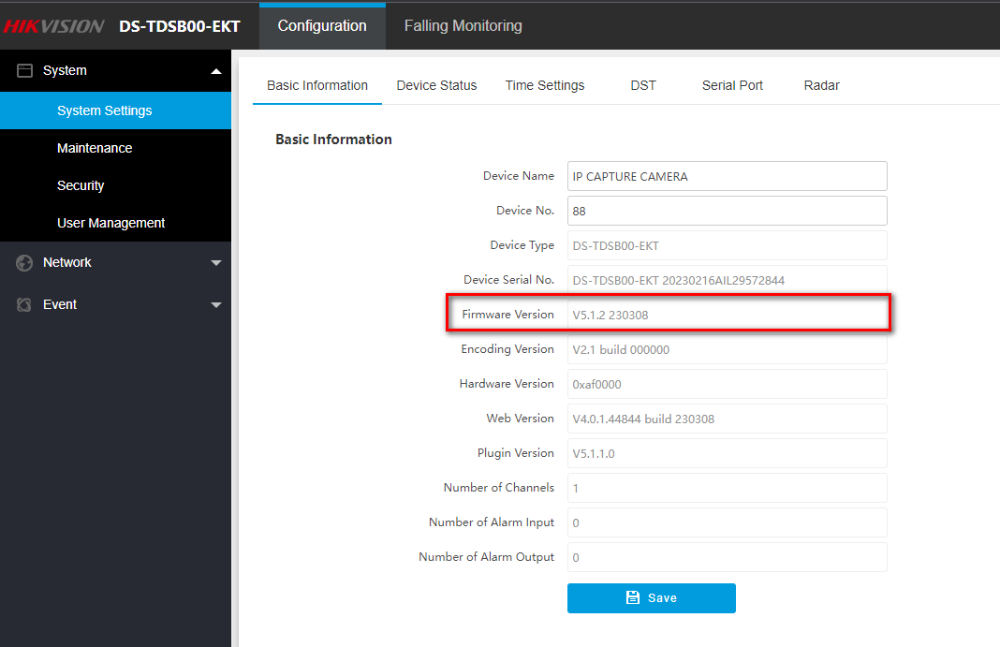 HIKVISION DS-TDSB00-EKT Configuration Falling Monitoring
System
System Settings
Maintenance
Security
User Management
Network
Event
Basic Information Device Status Time Settings DST Serial Port Radar
Basic Information
Device Name IP CAPTURE CAMERA
Device No. 88
Device Type DS-TDSB00-EKT
Device Serial No. DS-TDSB00-EKT 20230216AIL29572844
Firmware Version V5.1.2 230308
Encoding Version V2.1 build 000000
Hardware Version 0xaf0000
Web Version V4.0.1.44844 build 230308
Plugin Version V5.1.1.0
Number of Channels 1
Number of Alarm Input 0
Number of Alarm Output 0
Save